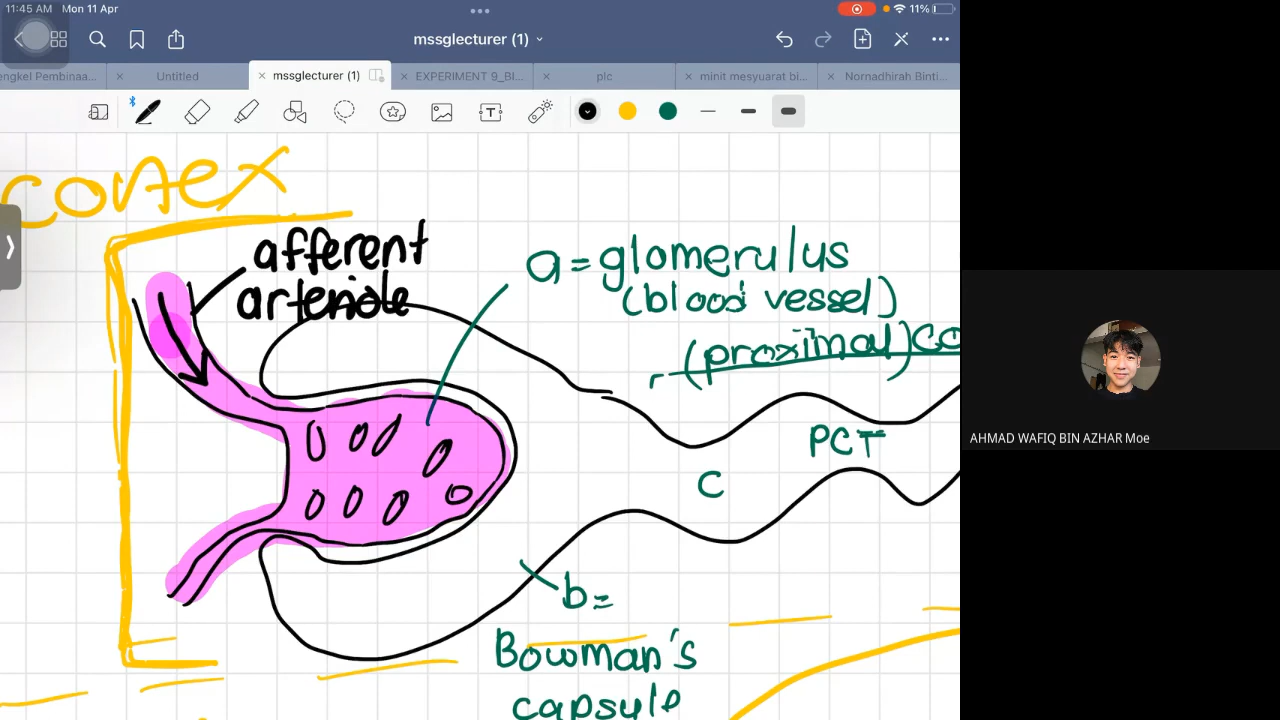 11:45 AM Mon 11 Apr
11%
mssglecturer (1)
engkel Pembinaa...
Untitled
mssglecturer (1)
EXPERIMENT 9_BI...
plc
minit mesyuarat bi...
Nornadhirah Binti...
T
cortex
afferent
arteriole
a = glomerulus
(blood vessel)
(proximal) CO
PCT
C
b =
Bowman's
capsule
AHMAD WAFIQ BIN AZHAR Moe